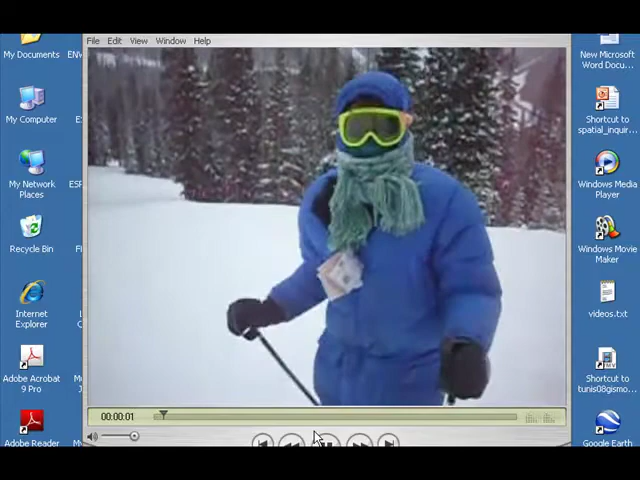 File Edit View Window Help
My Documents
My Computer
My Network
Places
Recycle Bin
Internet
Explorer
Adobe Acrobat
9 Pro
Adobe Reader
ENV
00:00:01
New Microsoft
Word Docu...
Shortcut to
spatial_inquir...
Windows Media
Player
Windows Movie
Maker
videos.txt
Shortcut to
tunis08gismo...
Google Earth